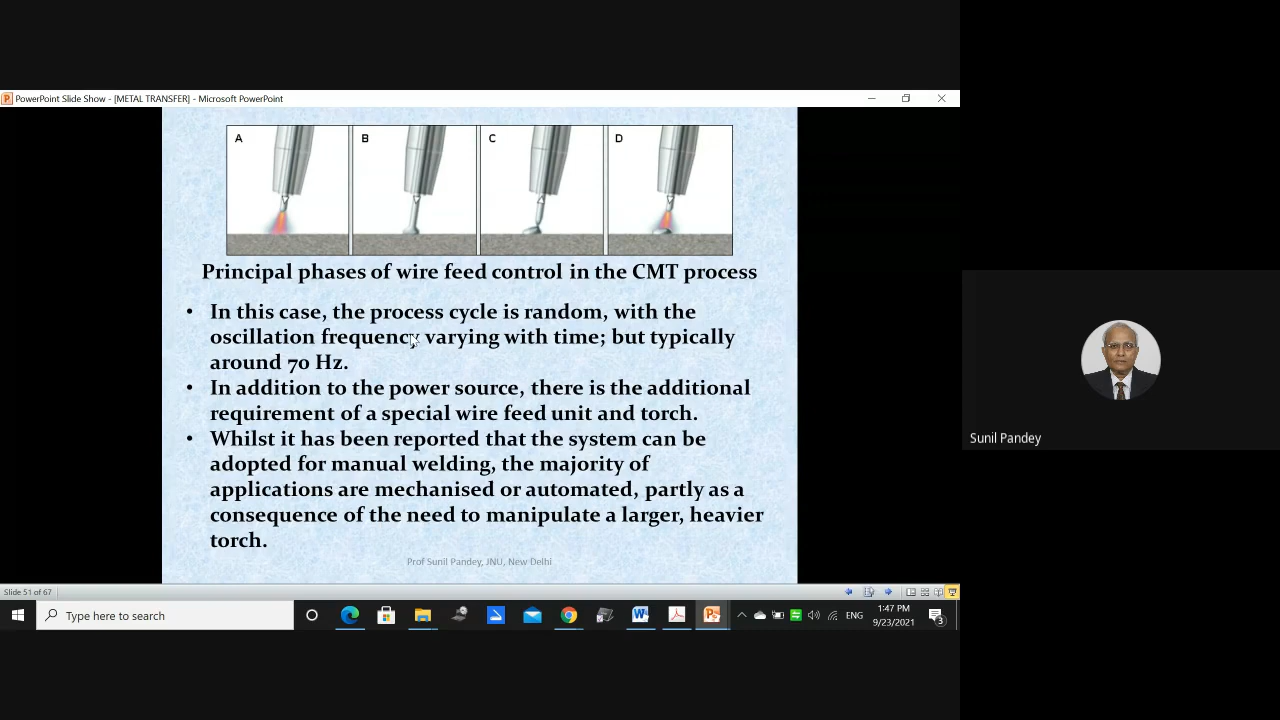 PowerPoint Slide Show - [METAL TRANSFER] - Microsoft PowerPoint
A
B
C
D
Principal phases of wire feed control in the CMT process
• In this case, the process cycle is random, with the
oscillation frequency varying with time; but typically
around 70 Hz.
• In addition to the power source, there is the additional
requirement of a special wire feed unit and torch.
• Whilst it has been reported that the system can be
adopted for manual welding, the majority of
applications are mechanised or automated, partly as a
consequence of the need to manipulate a larger, heavier
torch.
Prof Sunil Pandey, JNU, New Delhi
Sunil Pandey
Slide 51 of 67
Type here to search
ENG
1:47 PM
9/23/2021
3